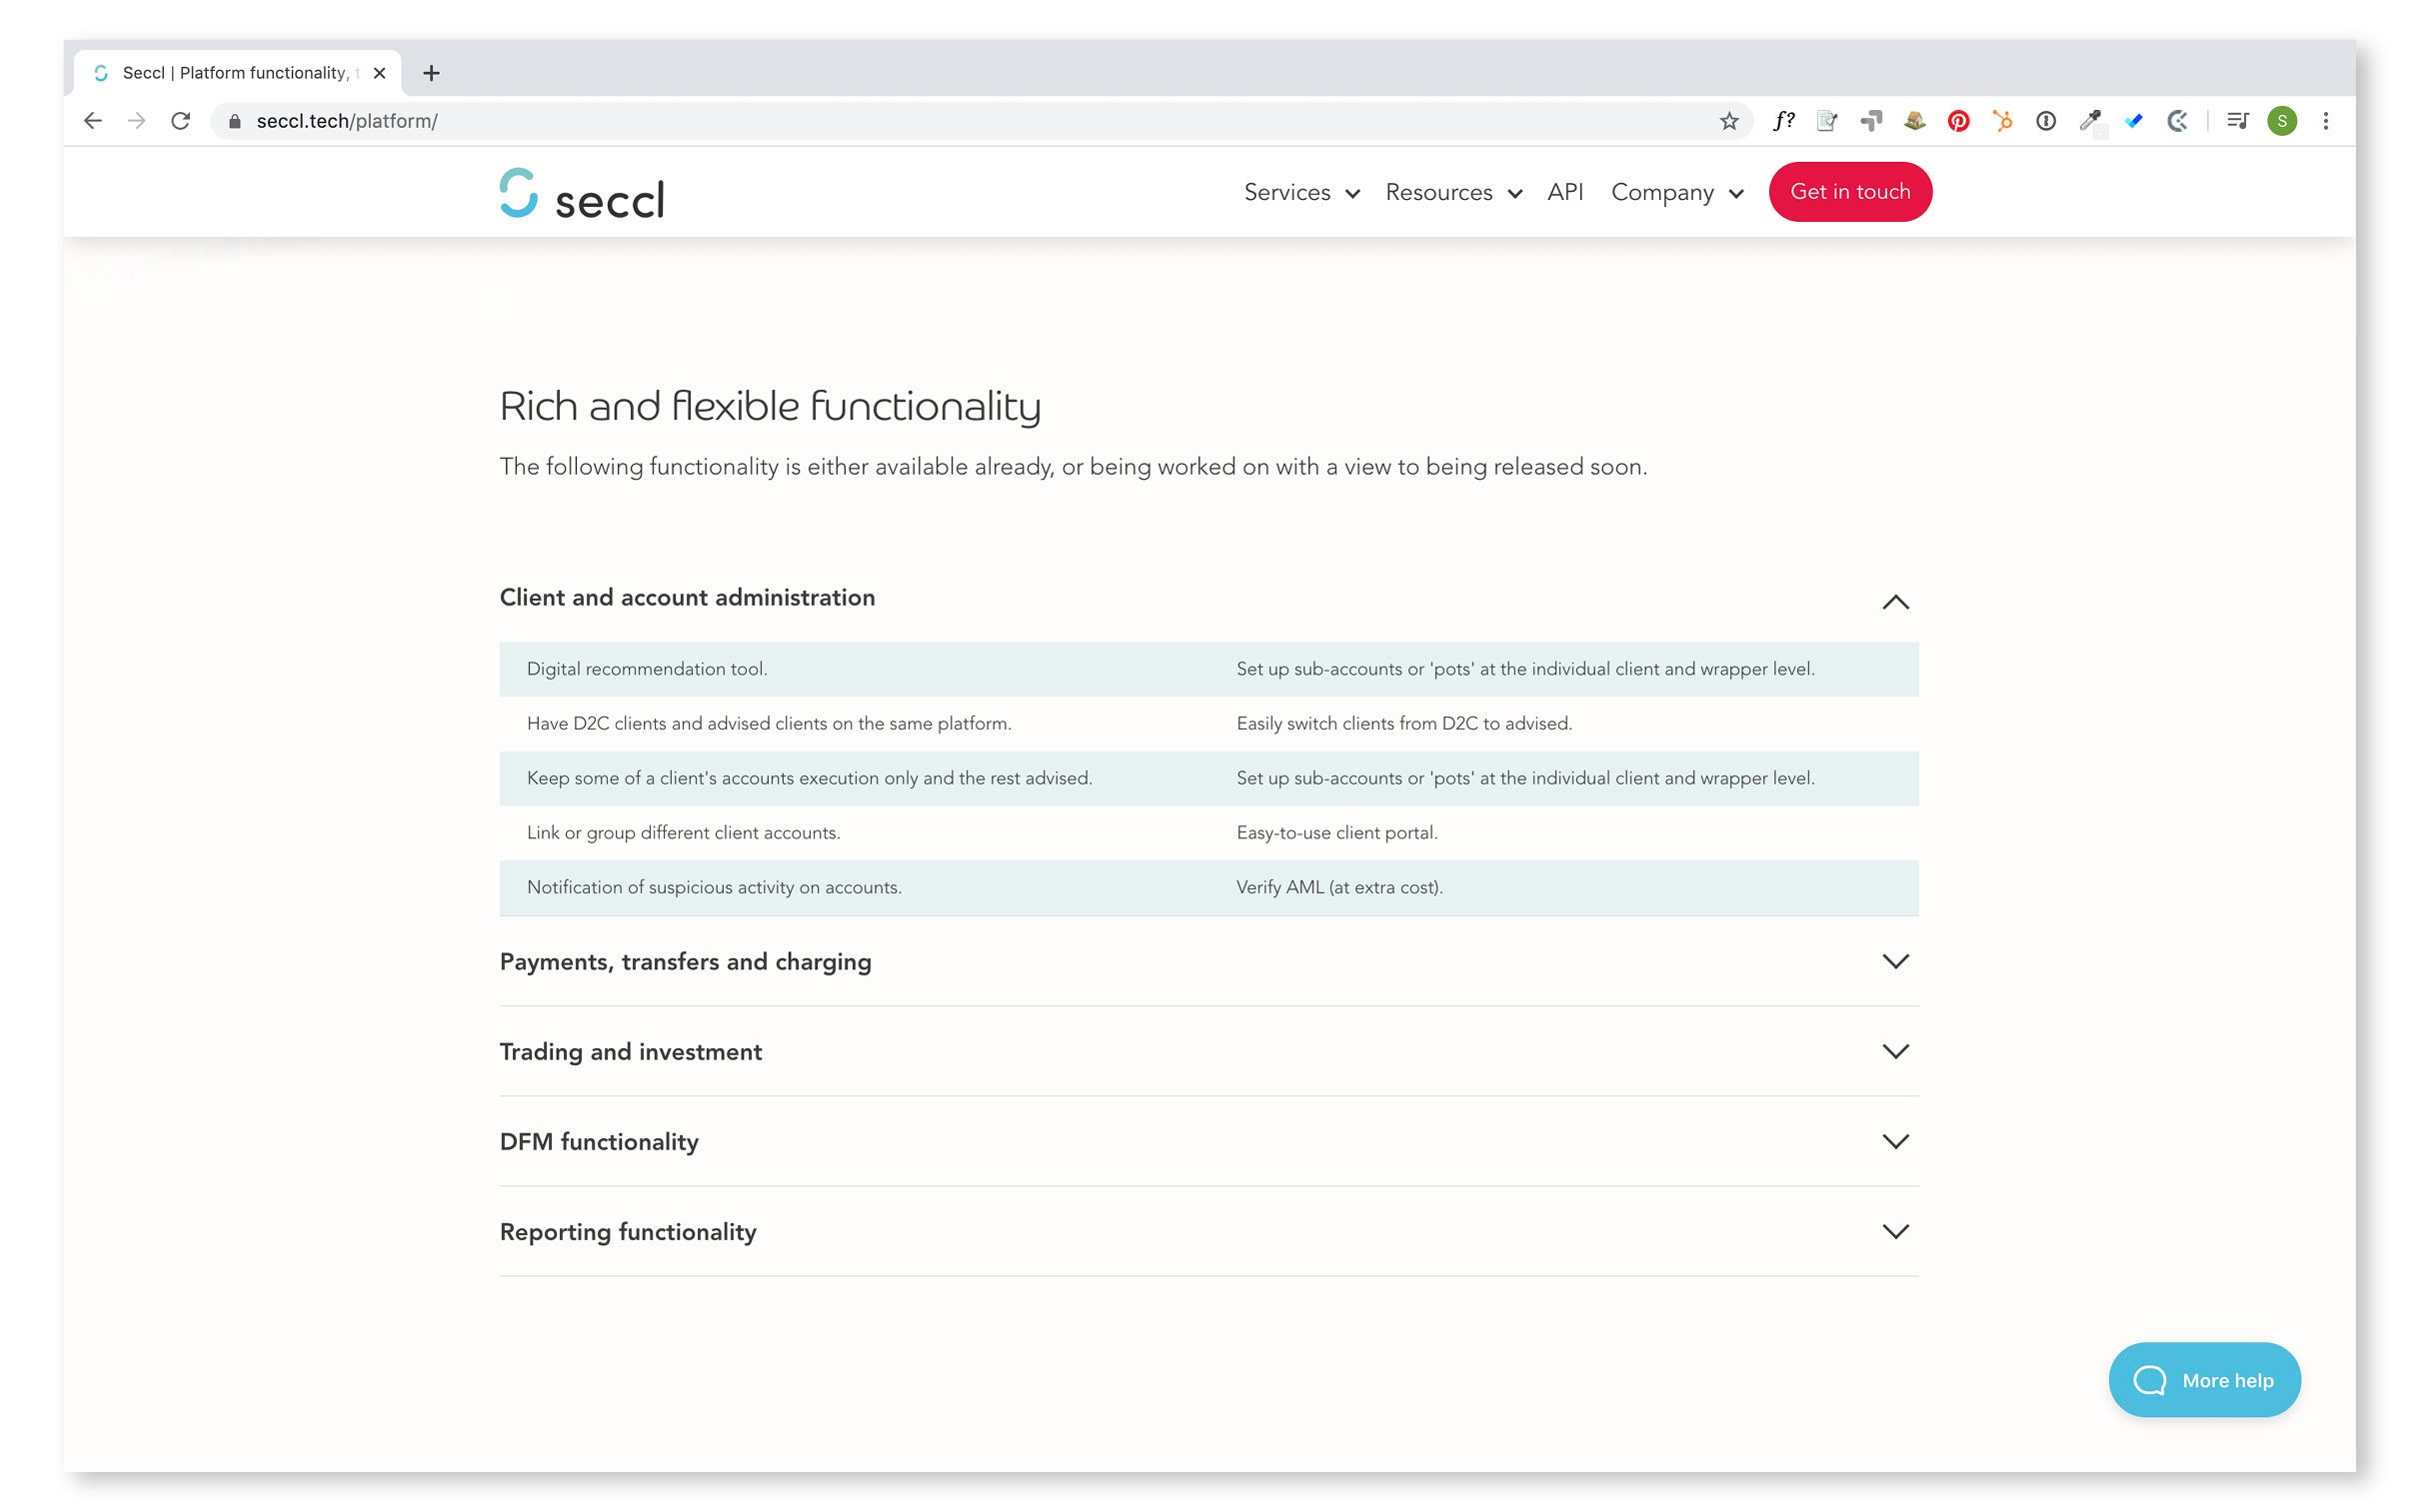 Seccl | Platform functionality,
seccl.tech/platform/
f?
S
seccl
Services
Resources
API
Company
Get in touch
Rich and flexible functionality
The following functionality is either available already, or being worked on with a view to being released soon.
Client and account administration
Digital recommendation tool.
Set up sub-accounts or 'pots' at the individual client and wrapper level.
Have D2C clients and advised clients on the same platform.
Easily switch clients from D2C to advised.
Keep some of a client's accounts execution only and the rest advised.
Set up sub-accounts or 'pots' at the individual client and wrapper level.
Link or group different client accounts.
Easy-to-use client portal.
Notification of suspicious activity on accounts.
Verify AML (at extra cost).
Payments, transfers and charging
Trading and investment
DFM functionality
Reporting functionality
More help